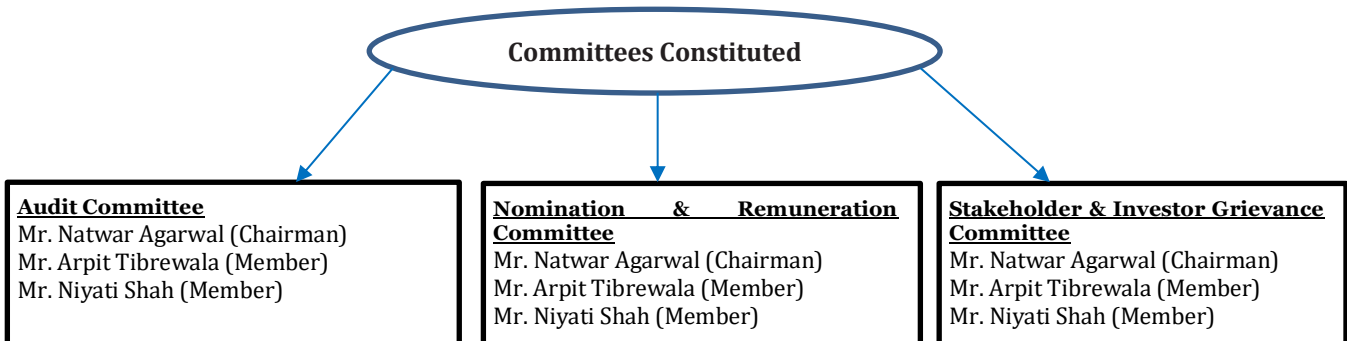 Committees Constituted
Audit Committee
Mr. Natwar Agarwal (Chairman)
Mr. Arpit Tibrewala (Member)
Mr. Niyati Shah (Member)
Nomination & Remuneration
Committee
Mr. Natwar Agarwal (Chairman)
Mr. Arpit Tibrewala (Member)
Mr. Niyati Shah (Member)
Stakeholder & Investor Grievance
Committee
Mr. Natwar Agarwal (Chairman)
Mr. Arpit Tibrewala (Member)
Mr. Niyati Shah (Member)